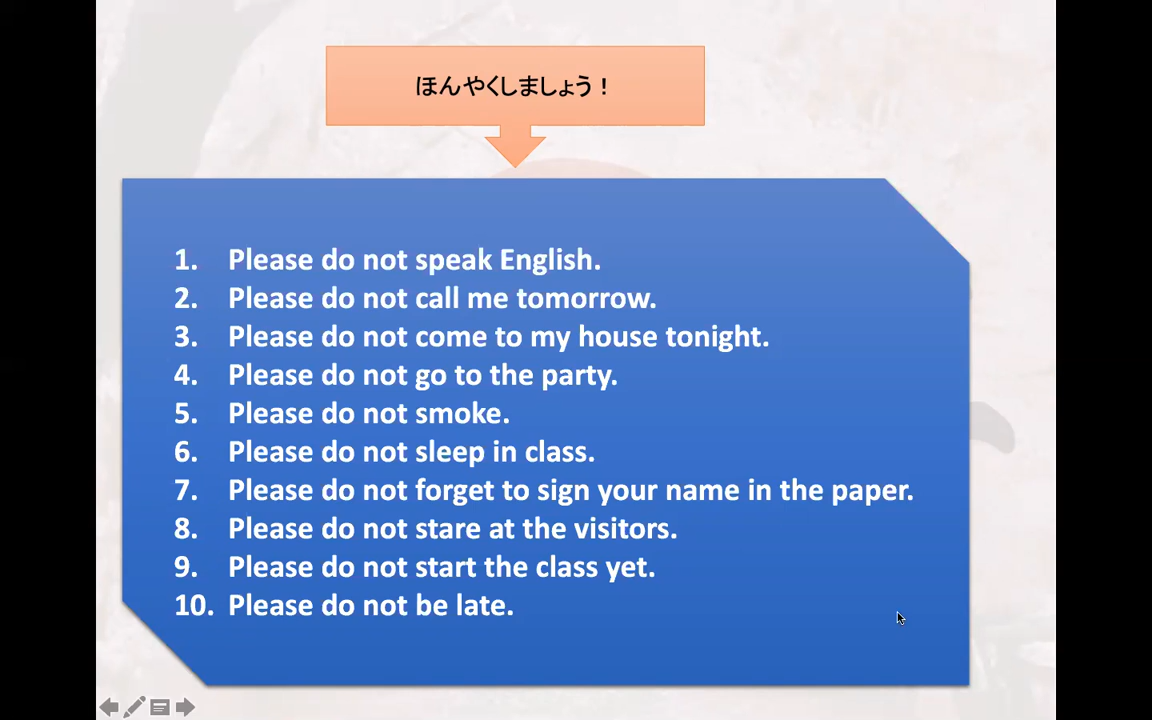 ほんやくしましょう！
1. Please do not speak English.
2. Please do not call me tomorrow.
3. Please do not come to my house tonight.
4. Please do not go to the party.
5. Please do not smoke.
6. Please do not sleep in class.
7. Please do not forget to sign your name in the paper.
8. Please do not stare at the visitors.
9. Please do not start the class yet.
10. Please do not be late.